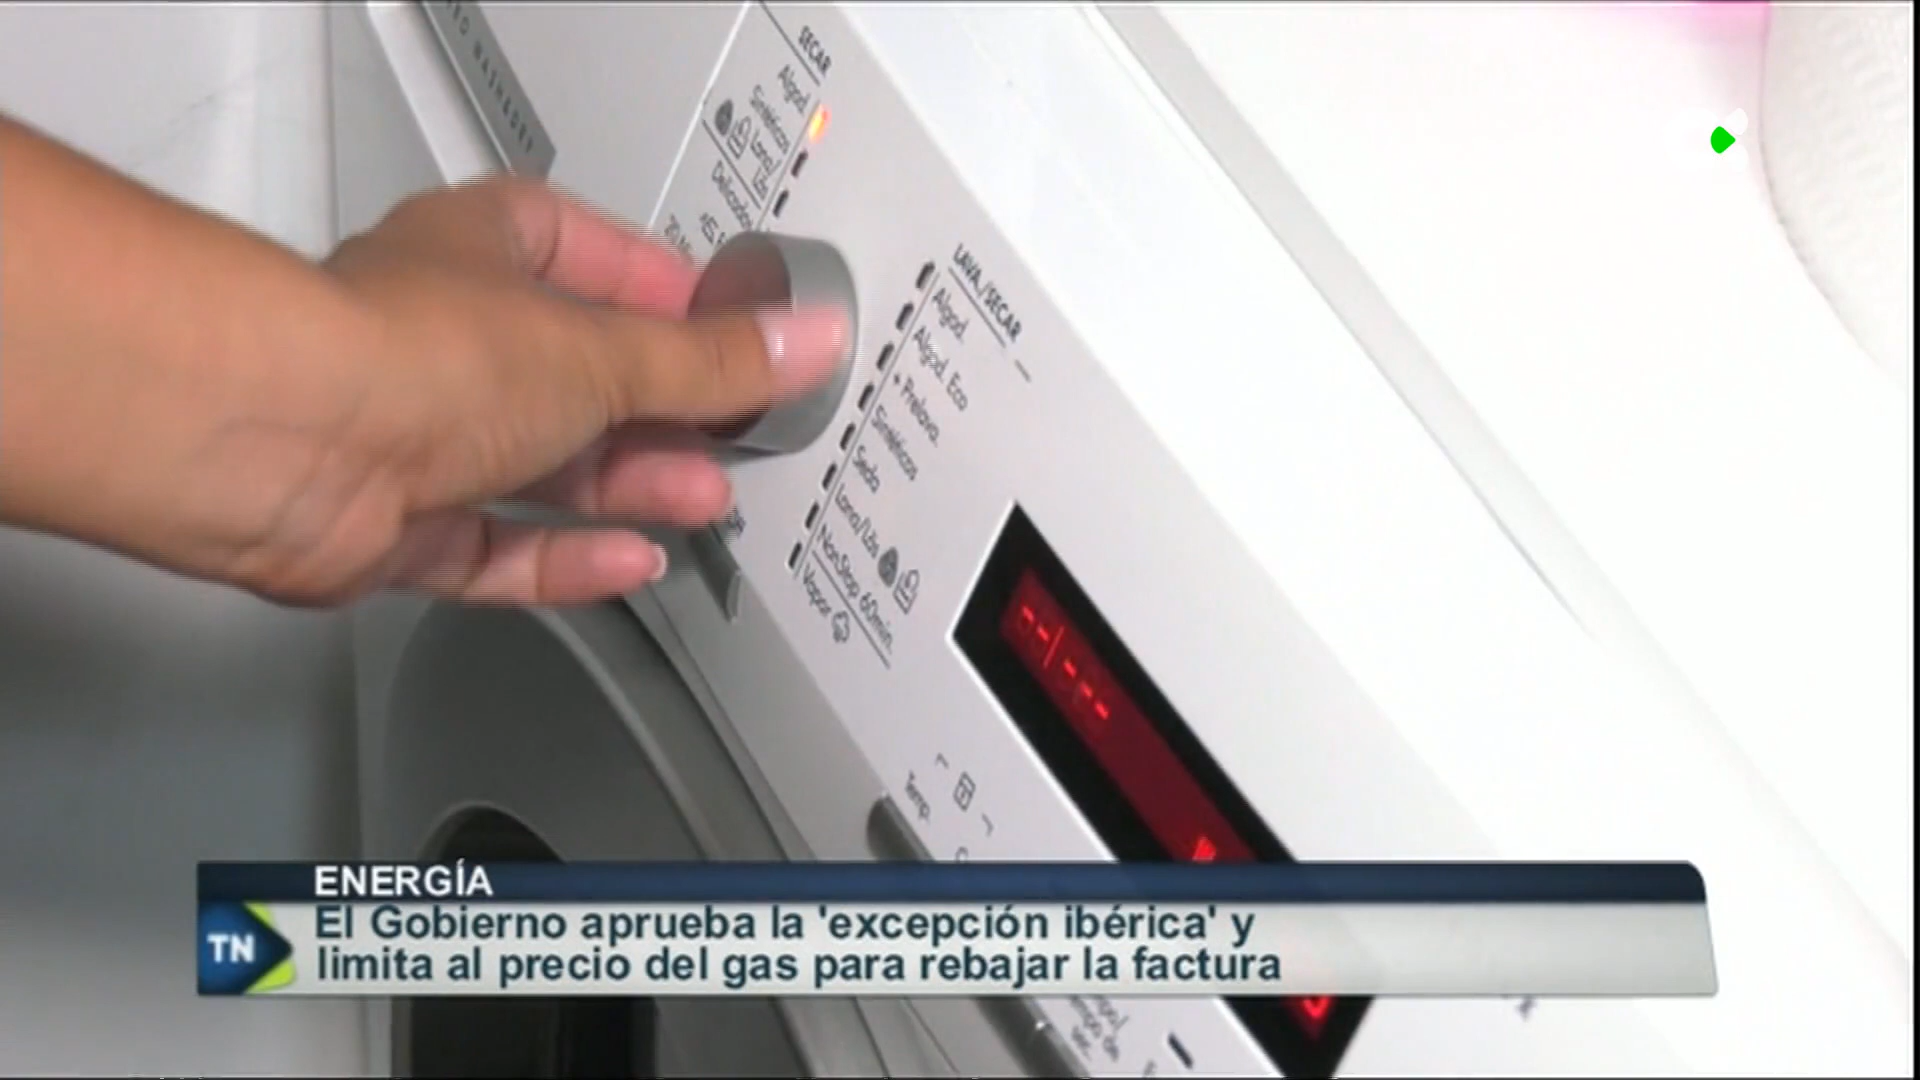 SECAR
Algod.
Sintéticos
Lana/
Delicados
LAVA./SECAR
Algod.
Algod. Eco
+ Prelava.
Sintéticos
Seda
Lana/Lãs
NonStop 60min.
Vapor
Temp.
ENERGÍA
TN
El Gobierno aprueba la 'excepción ibérica' y
limita al precio del gas para rebajar la factura